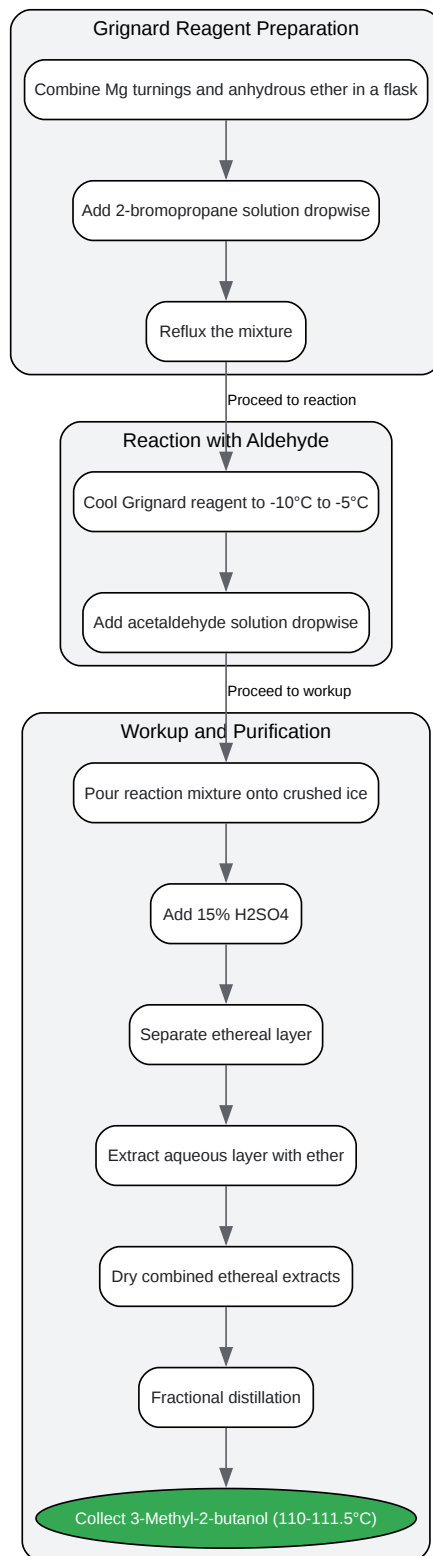 Grignard Reagent Preparation
Combine Mg turnings and anhydrous ether in a flask
Add 2-bromopropane solution dropwise
Reflux the mixture
Proceed to reaction
Reaction with Aldehyde
Cool Grignard reagent to -10°C to -5°C
Add acetaldehyde solution dropwise
Proceed to workup
Workup and Purification
Pour reaction mixture onto crushed ice
Add 15% H2SO4
Separate ethereal layer
Extract aqueous layer with ether
Dry combined ethereal extracts
Fractional distillation
Collect 3-Methyl-2-butanol (110-111.5°C)